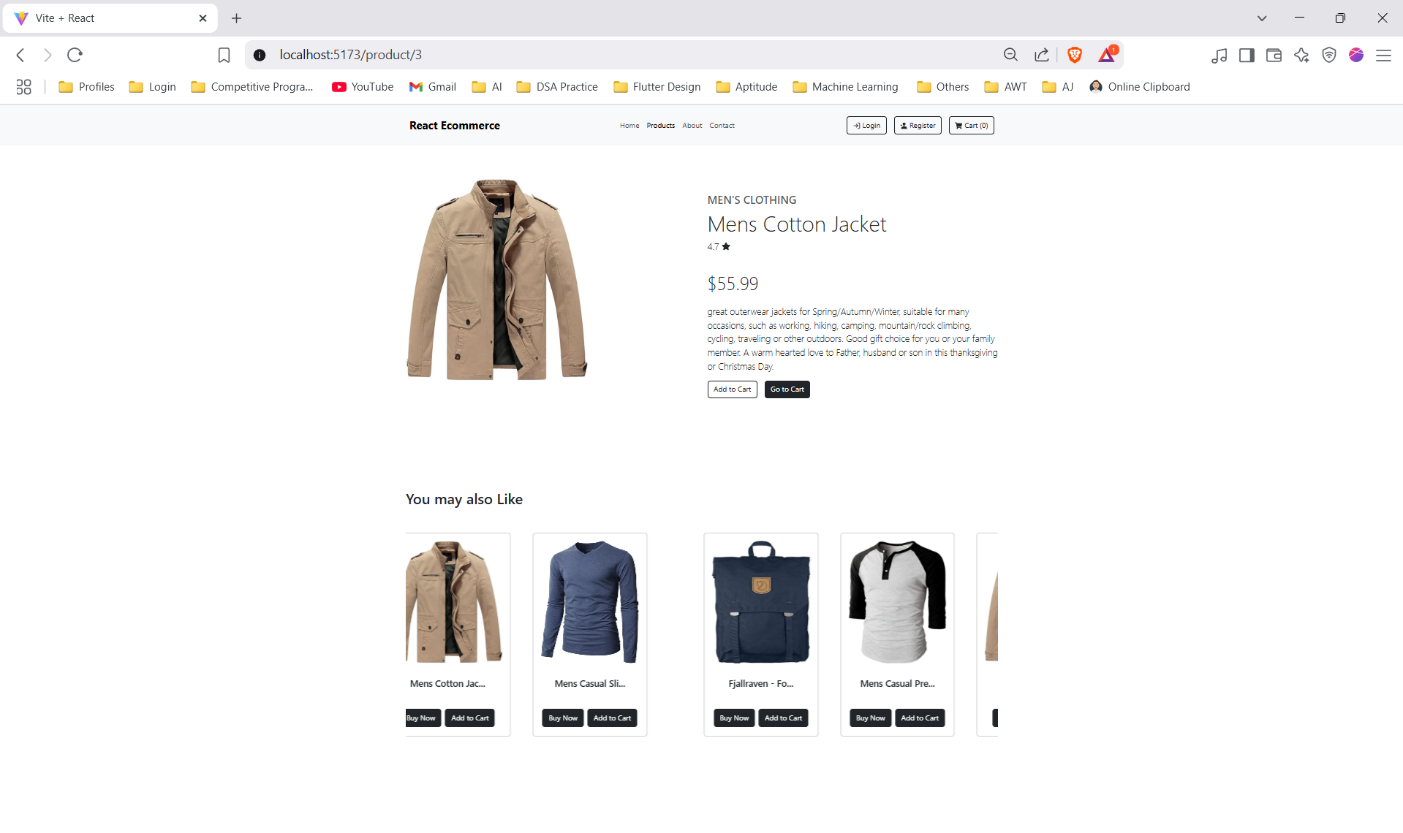 Vite + React
localhost:5173/product/3
1
Profiles Login Competitive Progra... YouTube Gmail AI DSA Practice Flutter Design Aptitude Machine Learning Others AWT AJ Online Clipboard
React Ecommerce Home Products About Contact Login Register Cart (0)
MEN'S CLOTHING
Mens Cotton Jacket
4.7
$55.99
great outerwear jackets for Spring/Autumn/Winter, suitable for many
occasions, such as working, hiking, camping, mountain/rock climbing,
cycling, traveling or other outdoors. Good gift choice for you or your family
member. A warm hearted love to Father, husband or son in this thanksgiving
or Christmas Day.
Add to Cart Go to Cart
You may also Like
Mens Cotton Jac... Mens Casual Sli... Fjallraven - Fo... Mens Casual Pre...
Buy Now Add to Cart Buy Now Add to Cart Buy Now Add to Cart Buy Now Add to Cart